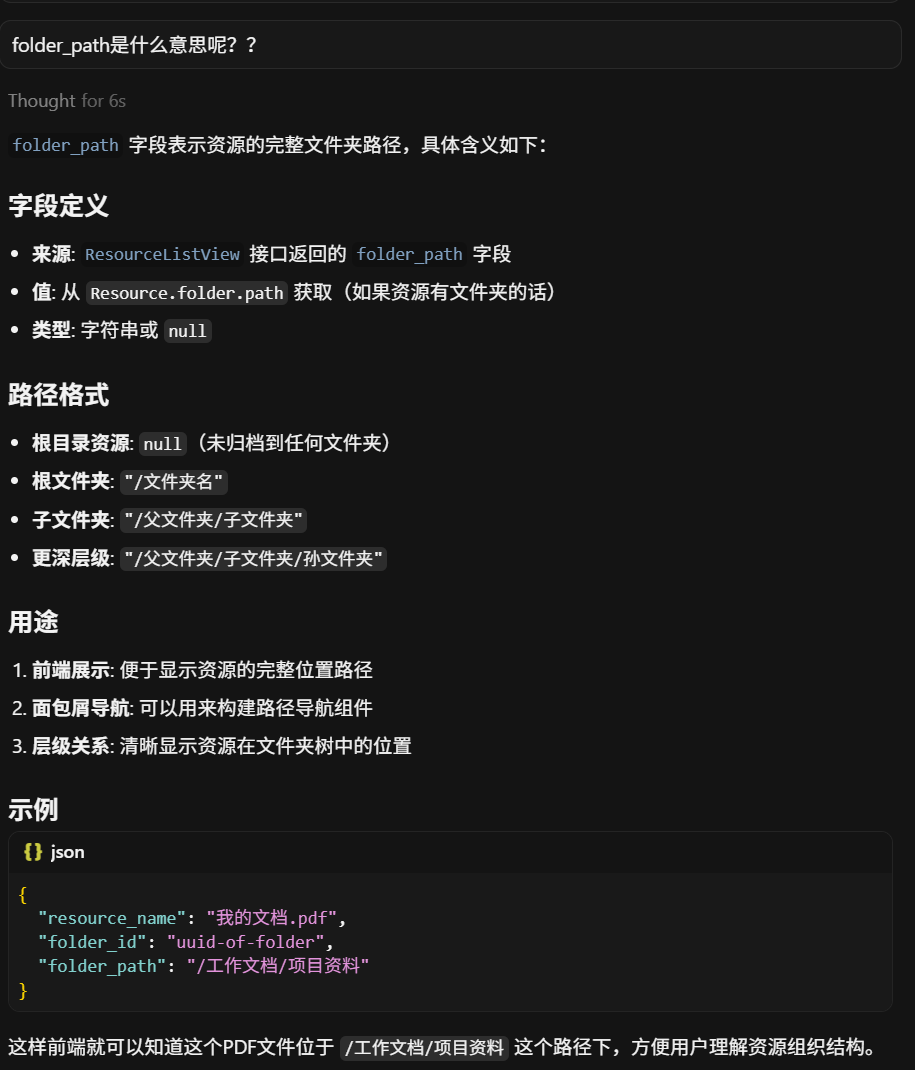 folder_path是什么意思呢？？
Thought for 6s
folder_path 字段表示资源的完整文件夹路径，具体含义如下：
字段定义
• 来源: ResourceListView 接口返回的 folder_path 字段
• 值: 从 Resource.folder.path 获取（如果资源有文件夹的话）
• 类型: 字符串或 null
路径格式
• 根目录资源: null（未归档到任何文件夹）
• 根文件夹: "/文件夹名"
• 子文件夹: "/父文件夹/子文件夹"
• 更深层级: "/父文件夹/子文件夹/孙文件夹"
用途
1. 前端展示: 便于显示资源的完整位置路径
2. 面包屑导航: 可以用来构建路径导航组件
3. 层级关系: 清晰显示资源在文件夹树中的位置
示例
{} json
{
"resource_name": "我的文档.pdf",
"folder_id": "uuid-of-folder",
"folder_path": "/工作文档/项目资料"
}
这样前端就可以知道这个PDF文件位于 /工作文档/项目资料 这个路径下，方便用户理解资源组织结构。